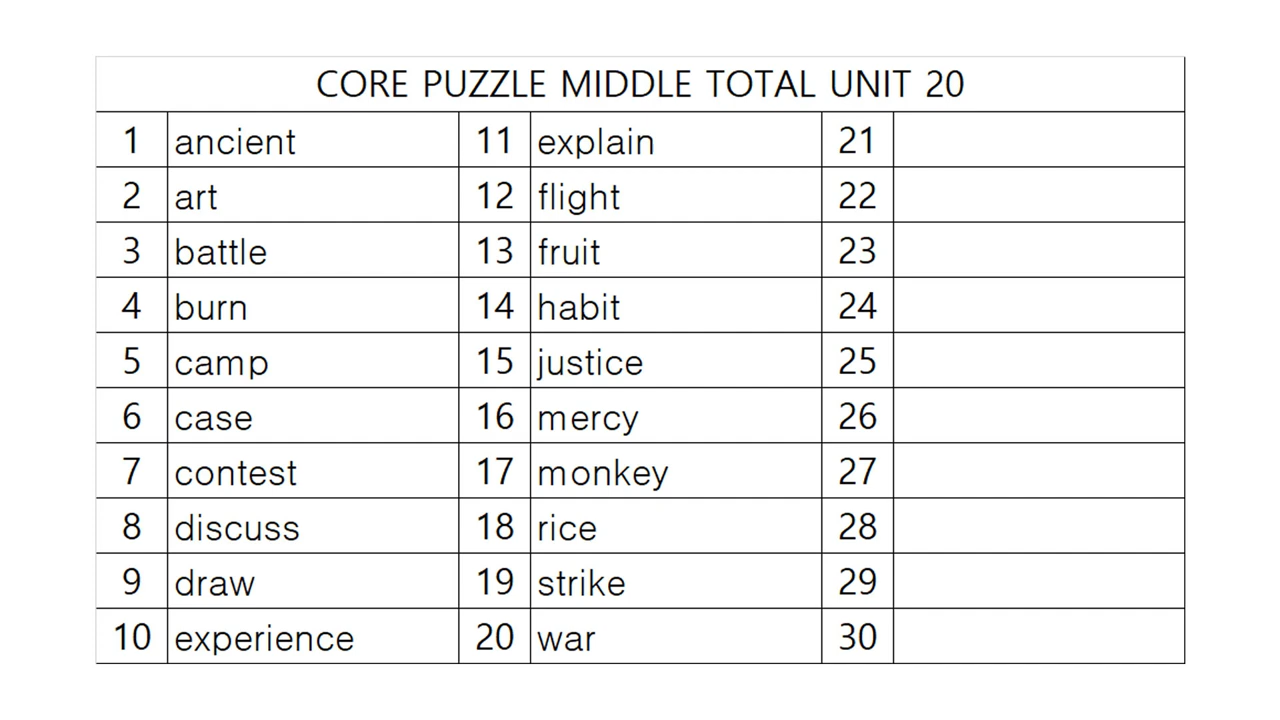 CORE PUZZLE MIDDLE TOTAL UNIT 20
1 ancient 11 explain 21
2 art 12 flight 22
3 battle 13 fruit 23
4 burn 14 habit 24
5 camp 15 justice 25
6 case 16 mercy 26
7 contest 17 monkey 27
8 discuss 18 rice 28
9 draw 19 strike 29
10 experience 20 war 30